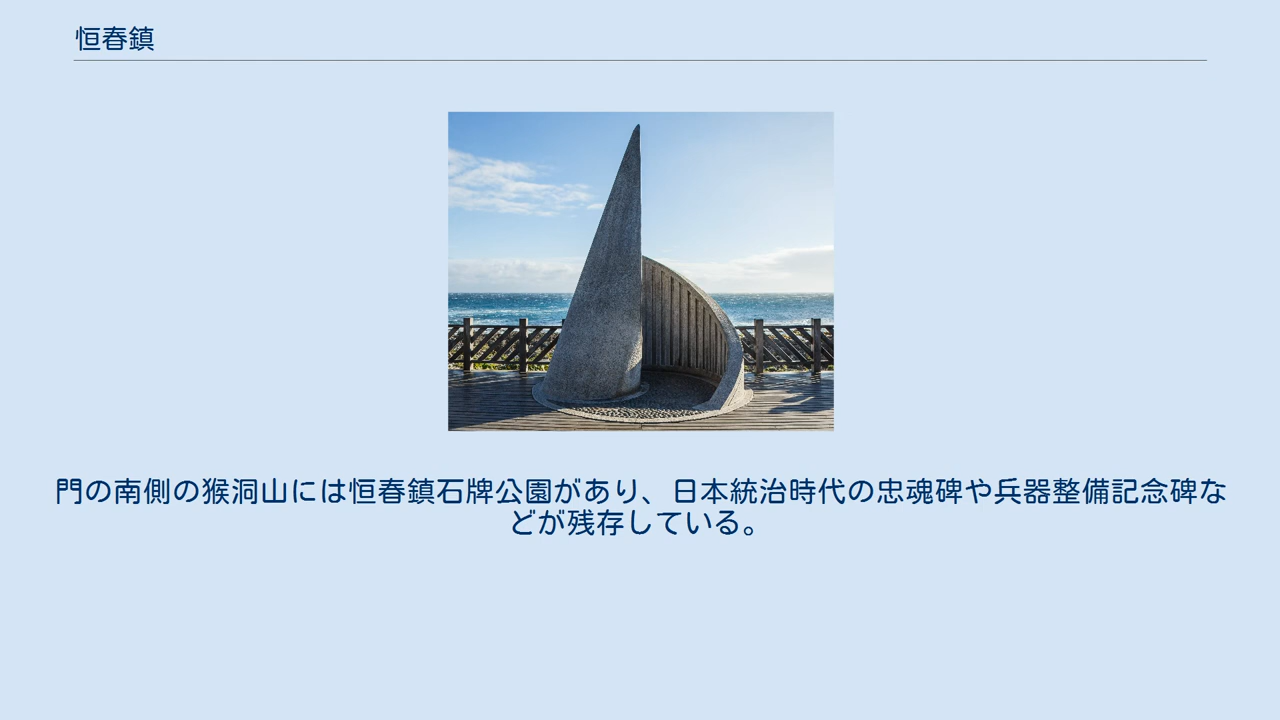 恒春鎮
門の南側の猴洞山には恒春鎮石牌公園があり、日本統治時代の忠魂碑や兵器整備記念碑な
どが残存している。